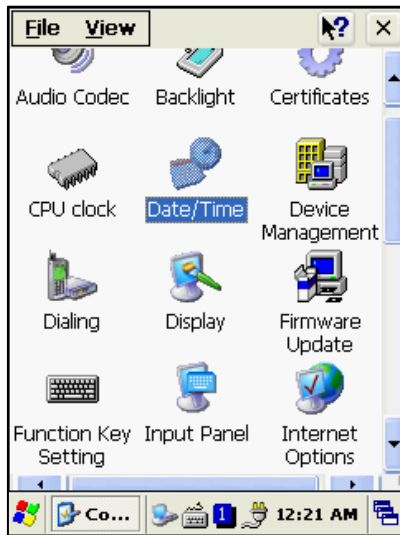 File View ?
Audio Codec Backlight Certificates
CPU clock Date/Time Device
Management
Dialing Display Firmware
Update
Function Key Input Panel Internet
Setting Options
Co... 1 12:21 AM